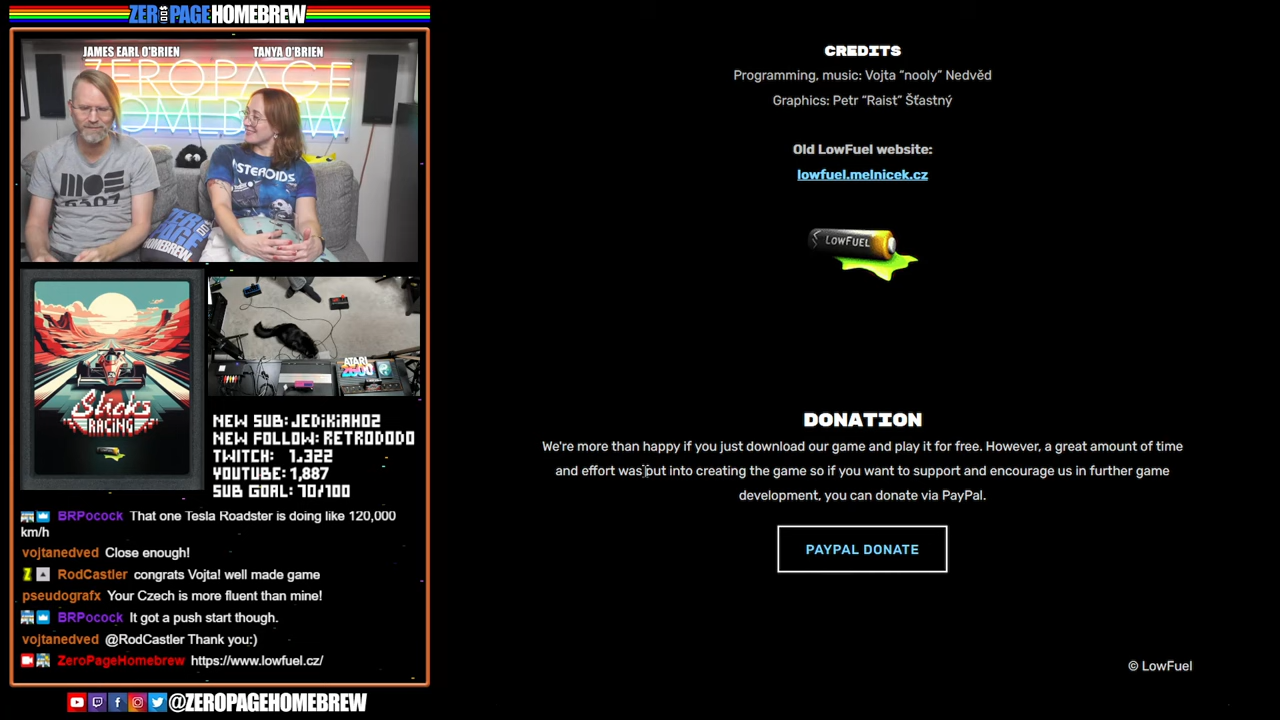 ZEROPAGE HOMEBREW
JAMES EARL O'BRIEN
TANYA O'BRIEN
ZEROPAGE
HOMEBREW
ASTEROIDS
MOS
6507
ZERO
PAGE
HOMEBREW
Slicks
RACING
ATARI
2600
NEW SUB: JEDIKIAH02
NEW FOLLOW: RETRODODO
TWITCH: 1,322
YOUTUBE: 1,887
SUB GOAL: 70/100
BRPocock That one Tesla Roadster is doing like 120,000
km/h
vojtanedved Close enough!
RodCastler congrats Vojta! well made game
pseudografx Your Czech is more fluent than mine!
BRPocock It got a push start though.
vojtanedved @RodCastler Thank you:)
ZeroPageHomebrew https://www.lowfuel.cz/
@ZEROPAGEHOMEBREW
CREDITS
Programming, music: Vojta "nooly" Nedvěd
Graphics: Petr "Raist" Šťastný
Old LowFuel website:
lowfuel.melnicek.cz
LOWFUEL
DONATION
We're more than happy if you just download our game and play it for free. However, a great amount of time
and effort was put into creating the game so if you want to support and encourage us in further game
development, you can donate via PayPal.
PAYPAL DONATE
© LowFuel